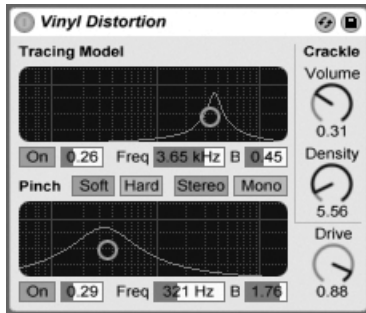 Vinyl Distortion
Tracing Model
Crackle
Volume
0.31
On 0.26 Freq 3.65 kHz B 0.45
Density
5.56
Pinch Soft Hard Stereo Mono
Drive
0.88
On 0.29 Freq 321 Hz B 1.76